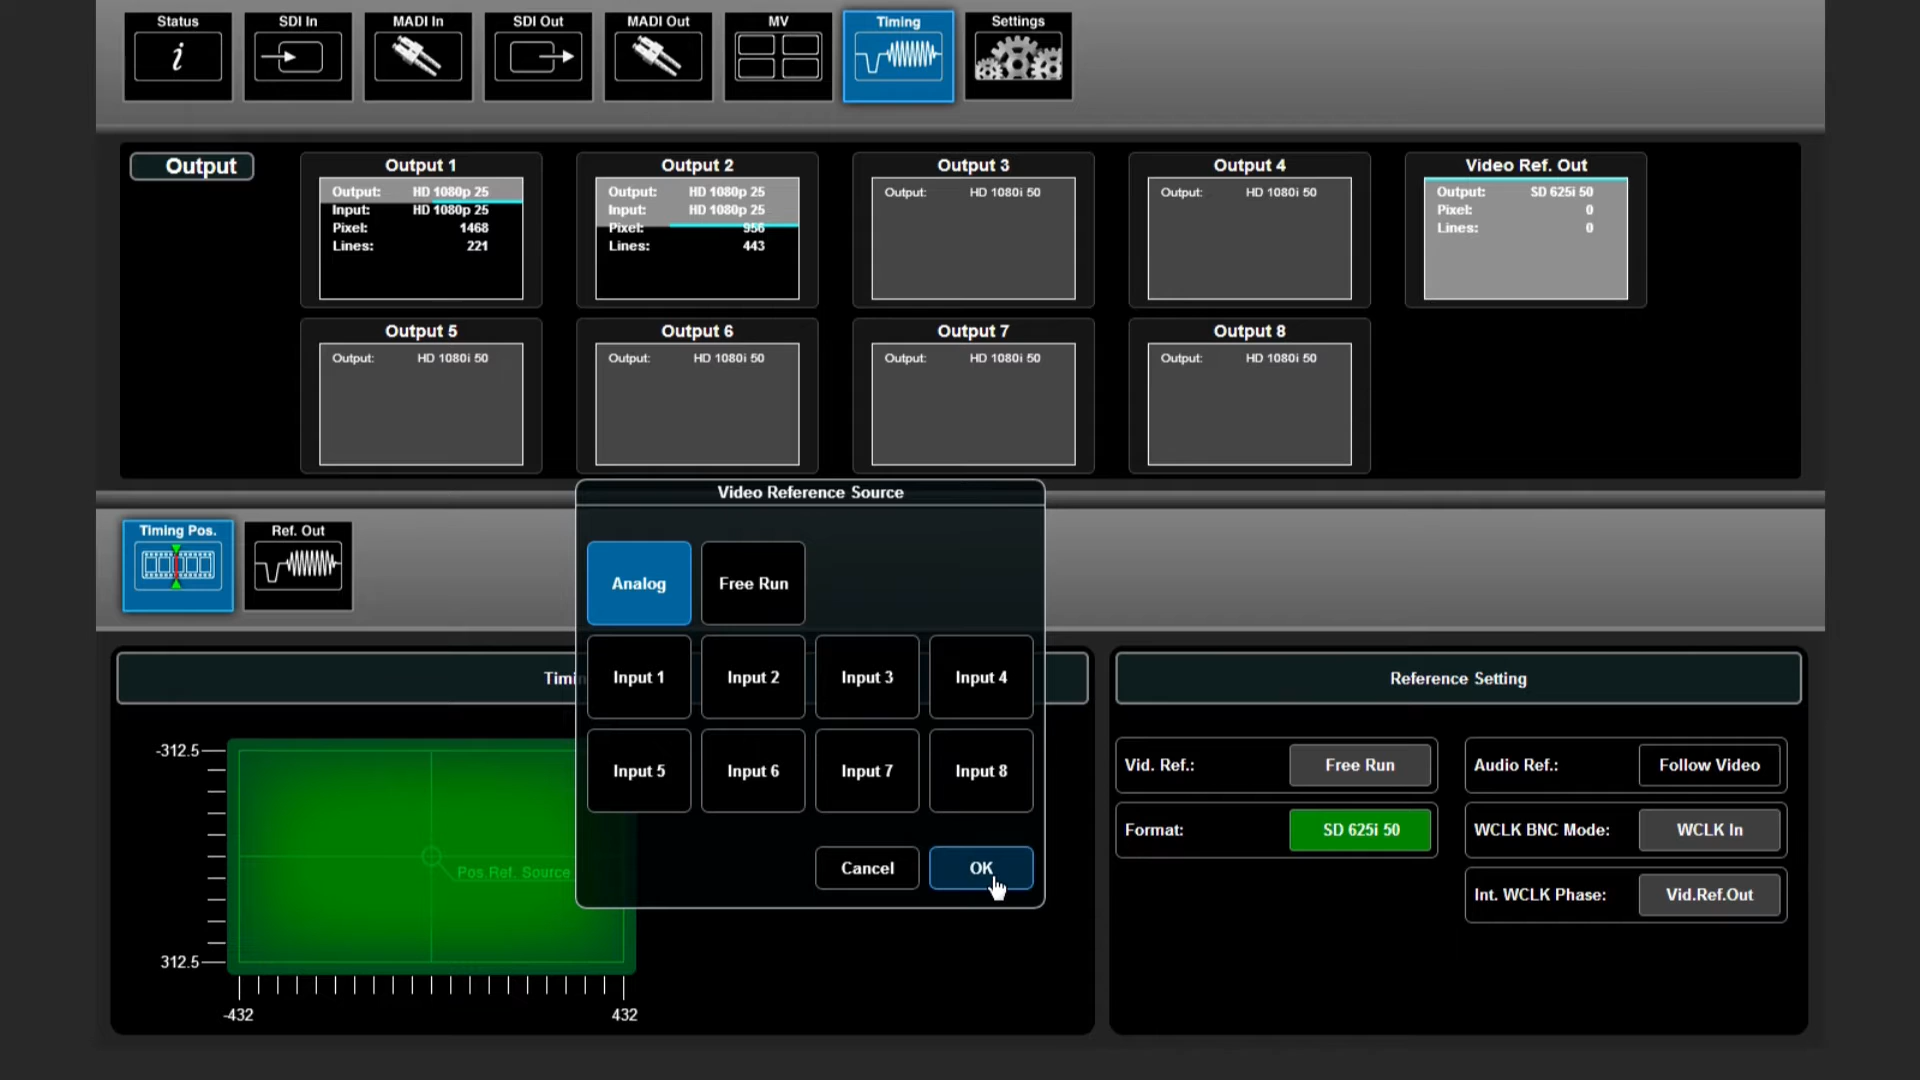 Status
SDI In
MADI In
SDI Out
MADI Out
MV
Timing
Settings
Output
Output 1
Output: HD 1080p 25
Input: HD 1080p 25
Pixel: 1468
Lines: 221
Output 2
Output: HD 1080p 25
Input: HD 1080p 25
Pixel: 956
Lines: 443
Output 3
Output: HD 1080i 50
Output 4
Output: HD 1080i 50
Video Ref. Out
Output: SD 625i 50
Pixel: 0
Lines: 0
Output 5
Output: HD 1080i 50
Output 6
Output: HD 1080i 50
Output 7
Output: HD 1080i 50
Output 8
Output: HD 1080i 50
Timing Pos.
Ref. Out
Video Reference Source
Analog
Free Run
Input 1
Input 2
Input 3
Input 4
Input 5
Input 6
Input 7
Input 8
Cancel
OK
-312.5
Pos.Ref. Source
312.5
-432
432
Reference Setting
Vid. Ref.: Free Run
Audio Ref.: Follow Video
Format: SD 625i 50
WCLK BNC Mode: WCLK In
Int. WCLK Phase: Vid.Ref.Out